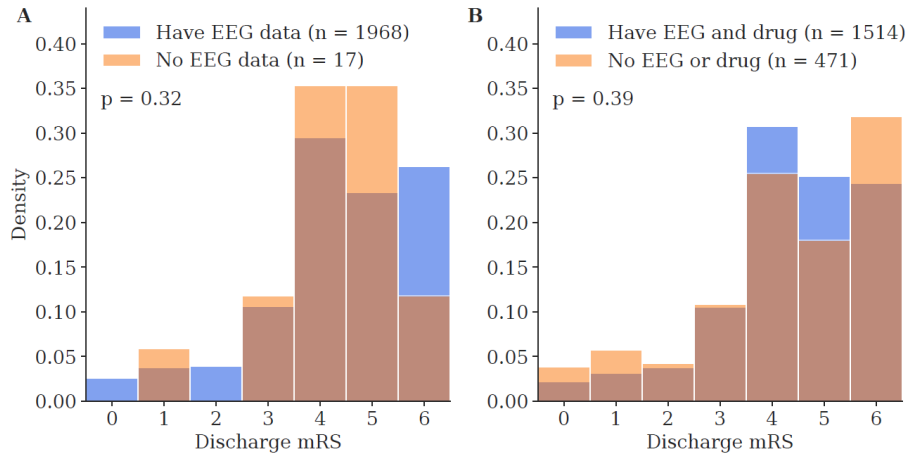 A
Have EEG data (n = 1968)
No EEG data (n = 17)
p = 0.32
Density
0.40
0.35
0.30
0.25
0.20
0.15
0.10
0.05
0.00
0 1 2 3 4 5 6
Discharge mRS
B
Have EEG and drug (n = 1514)
No EEG or drug (n = 471)
p = 0.39
0.40
0.35
0.30
0.25
0.20
0.15
0.10
0.05
0.00
0 1 2 3 4 5 6
Discharge mRS